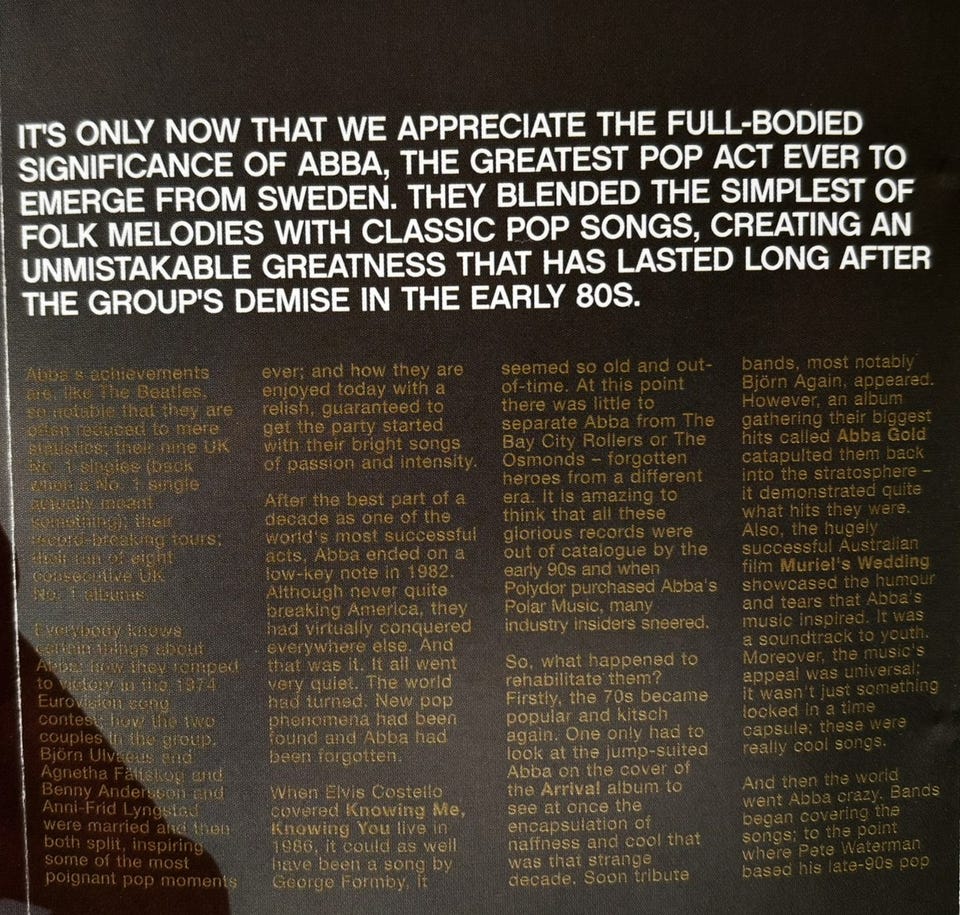 IT'S ONLY NOW THAT WE APPRECIATE THE FULL-BODIED
SIGNIFICANCE OF ABBA, THE GREATEST POP ACT EVER TO
EMERGE FROM SWEDEN. THEY BLENDED THE SIMPLEST OF
FOLK MELODIES WITH CLASSIC POP SONGS, CREATING AN
UNMISTAKABLE GREATNESS THAT HAS LASTED LONG AFTER
THE GROUP'S DEMISE IN THE EARLY 80S.
Abba's achievements
are, like The Beatles,
so notable that they are
often reduced to mere
statistics; their nine UK
No. 1 singles (back
when a No. 1 single
actually meant
something); their
record-breaking tours;
their run of eight
consecutive UK
No. 1 albums.
Everybody knows
certain things about
Abba: how they romped
to victory in the 1974
Eurovision song
contest; how the two
couples in the group,
Björn Ulvaeus and
Agnetha Fältskog and
Benny Andersson and
Anni-Frid Lyngstad
were married and then
both split, inspiring
some of the most
poignant pop moments
ever; and how they are
enjoyed today with a
relish, guaranteed to
get the party started
with their bright songs
of passion and intensity.
After the best part of a
decade as one of the
world's most successful
acts, Abba ended on a
low-key note in 1982.
Although never quite
breaking America, they
had virtually conquered
everywhere else. And
that was it. It all went
very quiet. The world
had turned. New pop
phenomena had been
found and Abba had
been forgotten.
When Elvis Costello
covered Knowing Me,
Knowing You live in
1986, it could as well
have been a song by
George Formby, it
seemed so old and out-
of-time. At this point
there was little to
separate Abba from The
Bay City Rollers or The
Osmonds – forgotten
heroes from a different
era. It is amazing to
think that all these
glorious records were
out of catalogue by the
early 90s and when
Polydor purchased Abba's
Polar Music, many
industry insiders sneered.
So, what happened to
rehabilitate them?
Firstly, the 70s became
popular and kitsch
again. One only had to
look at the jump-suited
Abba on the cover of
the Arrival album to
see at once the
encapsulation of
naffness and cool that
was that strange
decade. Soon tribute
bands, most notably
Björn Again, appeared.
However, an album
gathering their biggest
hits called Abba Gold
catapulted them back
into the stratosphere –
it demonstrated quite
what hits they were.
Also, the hugely
successful Australian
film Muriel's Wedding
showcased the humour
and tears that Abba's
music inspired. It was
a soundtrack to youth.
Moreover, the music's
appeal was universal;
it wasn't just something
locked in a time
capsule; these were
really cool songs.
And then the world
went Abba crazy. Bands
began covering the
songs; to the point
where Pete Waterman
based his late-90s pop